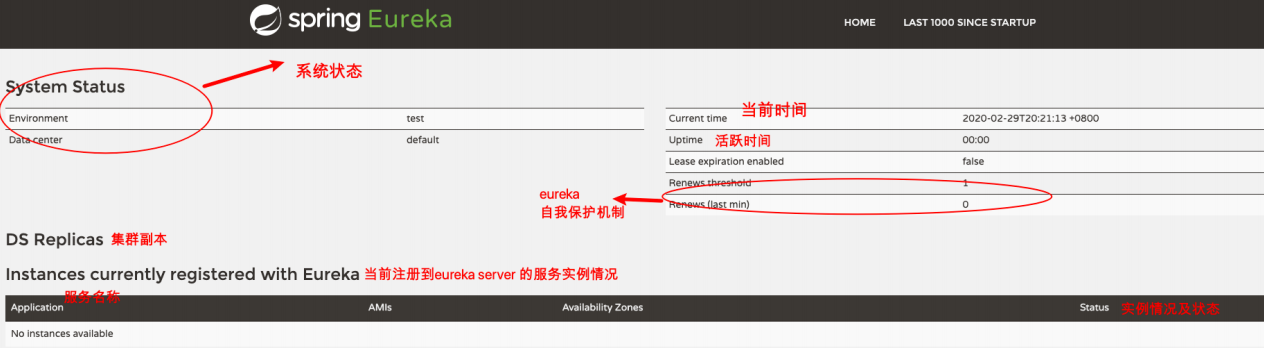 spring Eureka
HOME LAST 1000 SINCE STARTUP
系统状态
System Status
Environment test
Data center default
Current time 当前时间 2020-02-29T20:21:13 +0800
Uptime 活跃时间 00:00
Lease expiration enabled false
Renews threshold 1
Renews (last min) 0
eureka
自我保护机制
DS Replicas 集群副本
Instances currently registered with Eureka 当前注册到eureka server 的服务实例情况
Application 服务名称 AMIs Availability Zones Status 实例情况及状态
No instances available